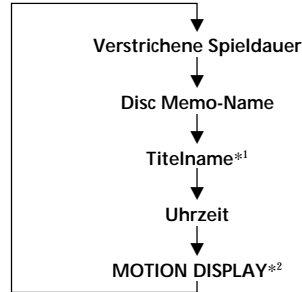 Verstrichene Spieldauer
Disc Memo-Name
Titelname*1
Uhrzeit
MOTION DISPLAY*2